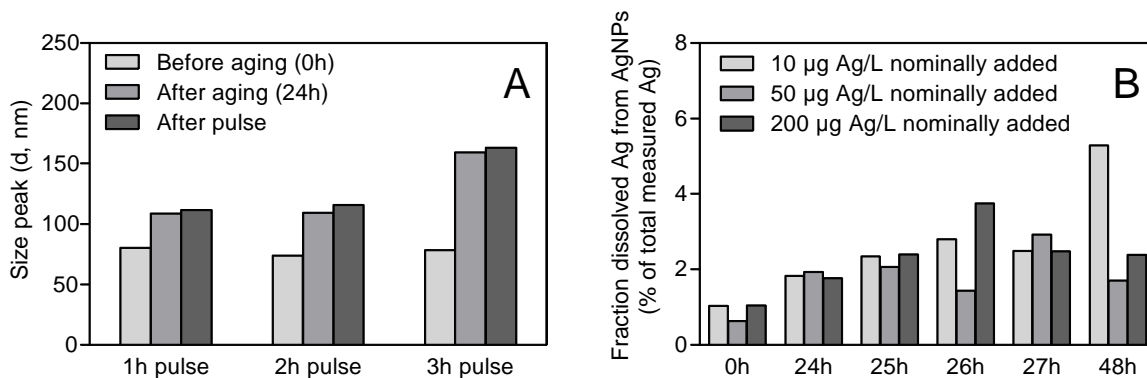 A
Size peak (d, nm)
250
200
150
100
50
0
Before aging (0h)
After aging (24h)
After pulse
1h pulse
2h pulse
3h pulse
B
Fraction dissolved Ag from AgNPs
(% of total measured Ag)
8
6
4
2
0
10 µg Ag/L nominally added
50 µg Ag/L nominally added
200 µg Ag/L nominally added
0h
24h
25h
26h
27h
48h